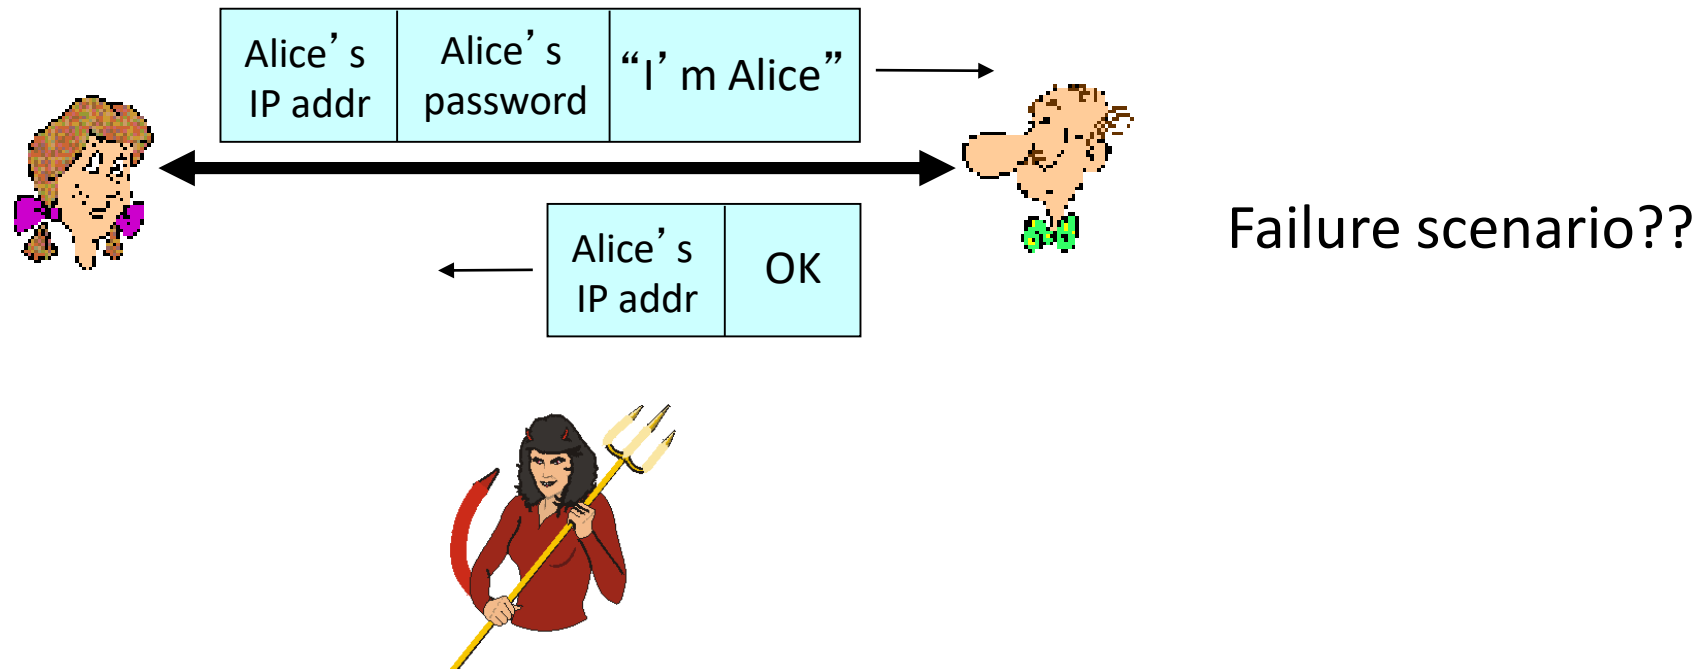 Alice’s
IP addr
Alice’s
password
“I’m Alice”
Alice’s
IP addr
OK
Failure scenario??